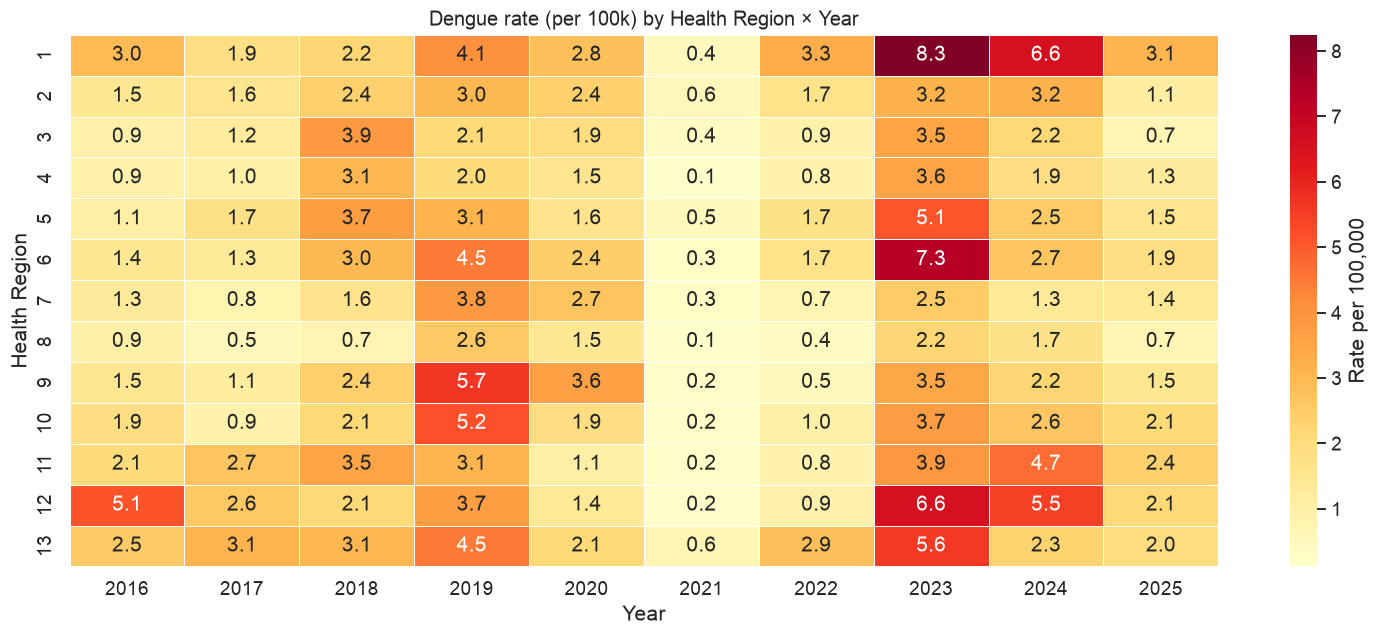 Dengue rate (per 100k) by Health Region × Year
1 3.0 1.9 2.2 4.1 2.8 0.4 3.3 8.3 6.6 3.1
2 1.5 1.6 2.4 3.0 2.4 0.6 1.7 3.2 3.2 1.1
3 0.9 1.2 3.9 2.1 1.9 0.4 0.9 3.5 2.2 0.7
4 0.9 1.0 3.1 2.0 1.5 0.1 0.8 3.6 1.9 1.3
5 1.1 1.7 3.7 3.1 1.6 0.5 1.7 5.1 2.5 1.5
6 1.4 1.3 3.0 4.5 2.4 0.3 1.7 7.3 2.7 1.9
7 1.3 0.8 1.6 3.8 2.7 0.3 0.7 2.5 1.3 1.4
8 0.9 0.5 0.7 2.6 1.5 0.1 0.4 2.2 1.7 0.7
9 1.5 1.1 2.4 5.7 3.6 0.2 0.5 3.5 2.2 1.5
10 1.9 0.9 2.1 5.2 1.9 0.2 1.0 3.7 2.6 2.1
11 2.1 2.7 3.5 3.1 1.1 0.2 0.8 3.9 4.7 2.4
12 5.1 2.6 2.1 3.7 1.4 0.2 0.9 6.6 5.5 2.1
13 2.5 3.1 3.1 4.5 2.1 0.6 2.9 5.6 2.3 2.0
2016 2017 2018 2019 2020 2021 2022 2023 2024 2025
Year
Health Region
8
7
6
5
4
3
2
1
Rate per 100,000